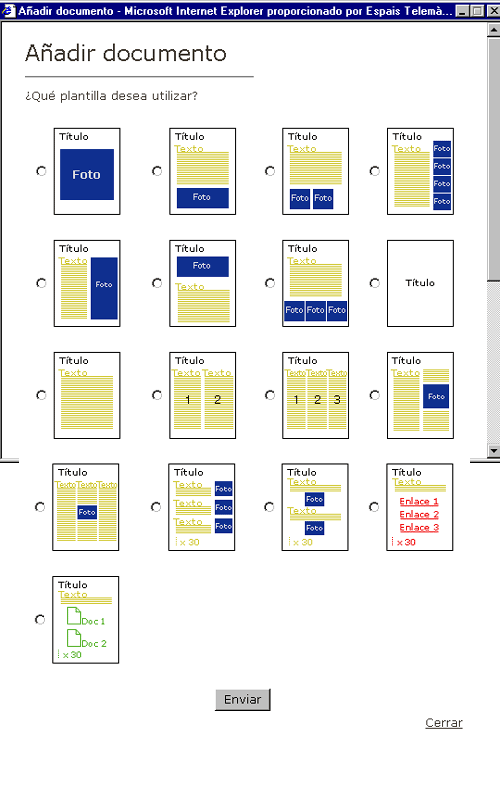 Añadir documento - Microsoft Internet Explorer proporcionado por Espais Telemà...
Añadir documento
¿Qué plantilla desea utilizar?
Título
Foto
Título
Texto
Foto
Título
Texto
Foto Foto
Título
Texto
Foto
Foto
Foto
Foto
Título
Texto
Foto
Título
Foto
Texto
Título
Texto
Foto Foto Foto
Título
Título
Texto
Título
Texto Texto
1 2
Título
Texto Texto Texto
1 2 3
Título
Texto
Foto
Título
Texto Texto Texto
Foto
Título
Texto
Foto
Texto
Foto
Texto
Foto
x 30
Título
Texto
Foto
Texto
Foto
x 30
Título
Texto
Enlace 1
Enlace 2
Enlace 3
x 30
Título
Texto
Doc 1
Doc 2
x 30
Enviar
Cerrar